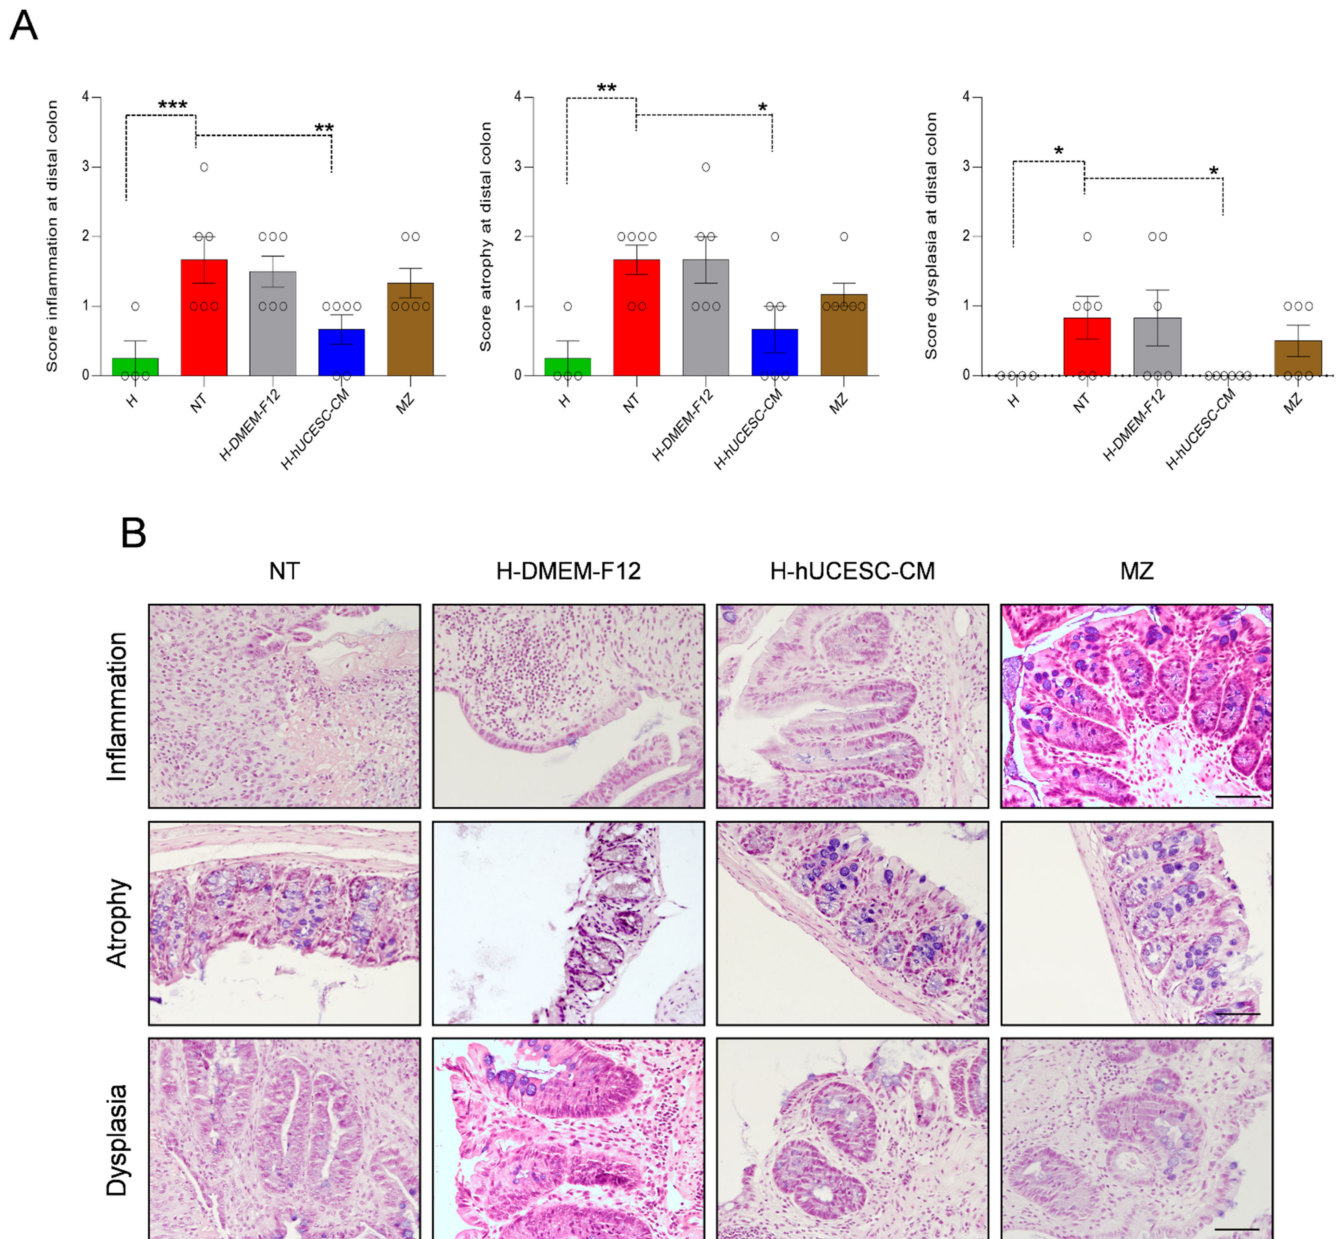 A
Score inflammation at distal colon
4
3
2
1
0
***
**
H
NT
H-DMEM-F12
H-hUCESC-CM
MZ
Score atrophy at distal colon
4
3
2
1
0
**
*
H
NT
H-DMEM-F12
H-hUCESC-CM
MZ
Score dysplasia at distal colon
4
3
2
1
0
*
*
H
NT
H-DMEM-F12
H-hUCESC-CM
MZ
B
NT H-DMEM-F12 H-hUCESC-CM MZ
Inflammation
Atrophy
Dysplasia